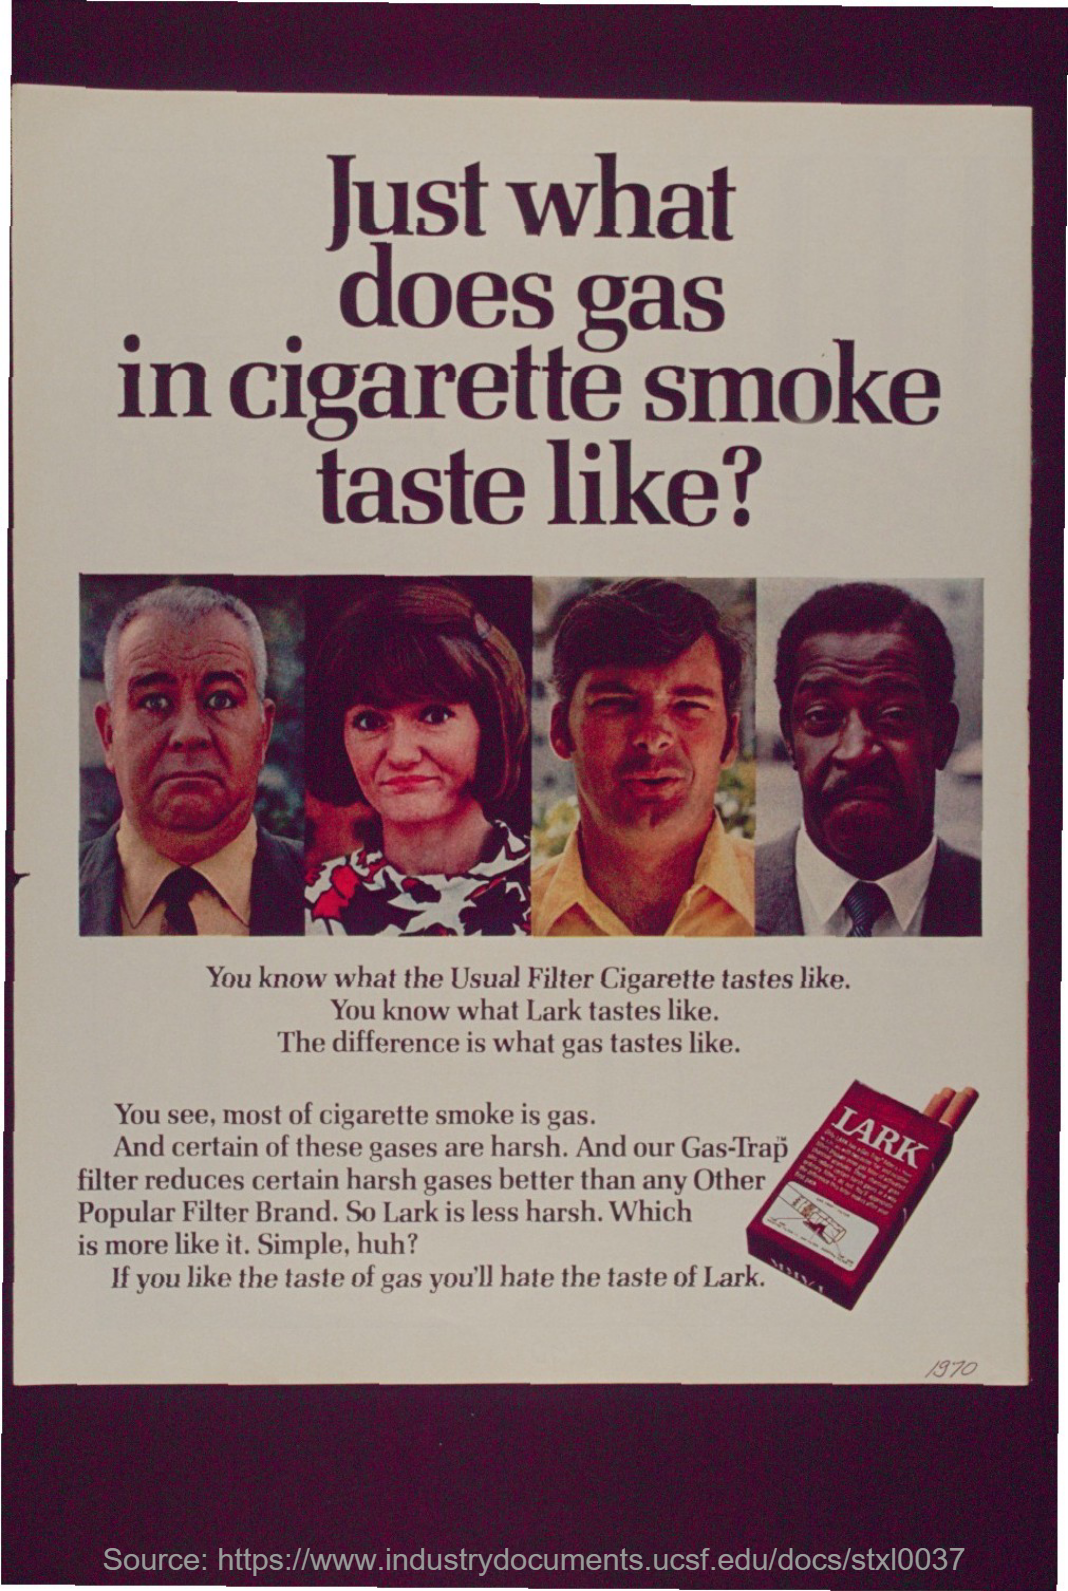 Just what
does gas
in cigarette smoke
taste like?
You know what the Usual Filter Cigarette tastes like.
You know what Lark tastes like.
The difference is what gas tastes like.
You see, most of cigarette smoke is gas.
And certain of these gases are harsh. And our Gas-Trap™
filter reduces certain harsh gases better than any Other
Popular Filter Brand. So Lark is less harsh. Which
is more like it. Simple, huh?
If you like the taste of gas you'll hate the taste of Lark.
LARK
LARK
1970
Source: https://www.industrydocuments.ucsf.edu/docs/stxl0037